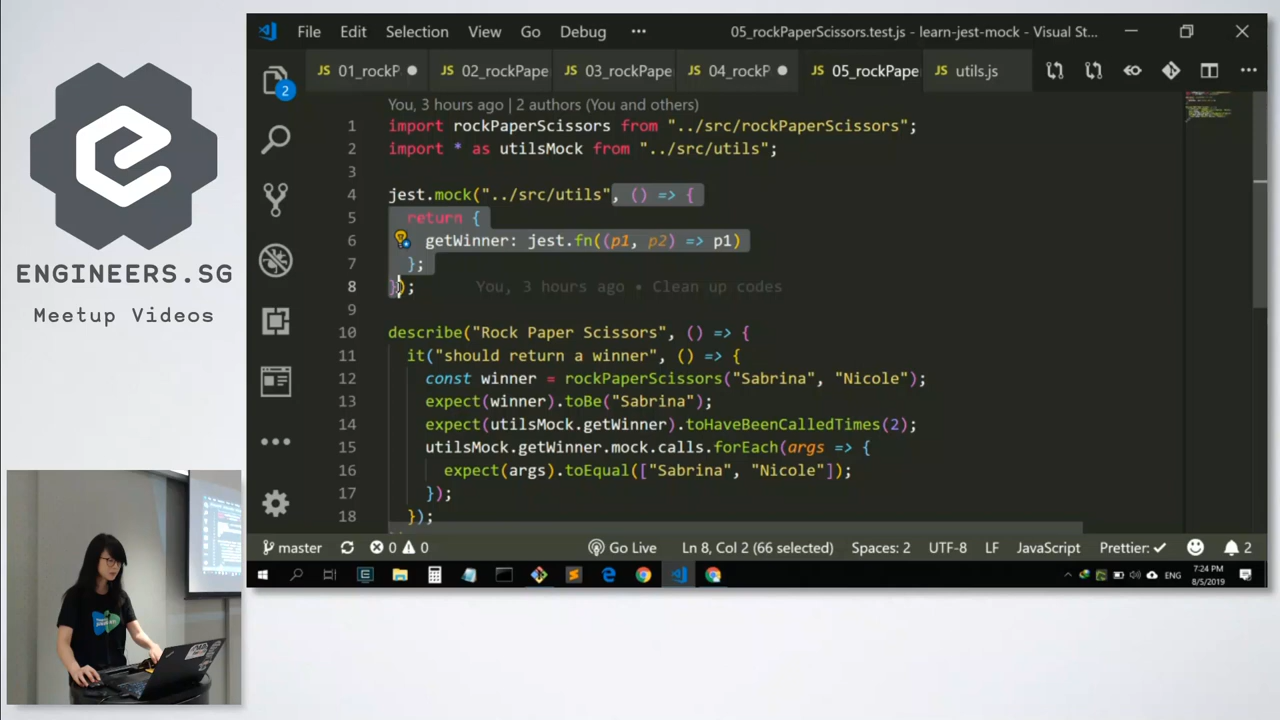 ENGINEERS.SG
Meetup Videos
File Edit Selection View Go Debug ••• 05_rockPaperScissors.test.js - learn-jest-mock - Visual St...
JS 01_rockP JS 02_rockPape JS 03_rockPape JS 04_rockP JS 05_rockPape JS utils.js •••
2
You, 3 hours ago | 2 authors (You and others)
1 import rockPaperScissors from "../src/rockPaperScissors";
2 import * as utilsMock from "../src/utils";
3
4 jest.mock("../src/utils", () => {
5 return {
6 getWinner: jest.fn((p1, p2) => p1)
7 };
8 }); You, 3 hours ago • Clean up codes
9
10 describe("Rock Paper Scissors", () => {
11 it("should return a winner", () => {
12 const winner = rockPaperScissors("Sabrina", "Nicole");
13 expect(winner).toBe("Sabrina");
14 expect(utilsMock.getWinner).toHaveBeenCalledTimes(2);
15 utilsMock.getWinner.mock.calls.forEach(args => {
16 expect(args).toEqual(["Sabrina", "Nicole"]);
17 });
18 });
master 0 0 Go Live Ln 8, Col 2 (66 selected) Spaces: 2 UTF-8 LF JavaScript Prettier: ✓ 2
ENG 7:24 PM
8/5/2019